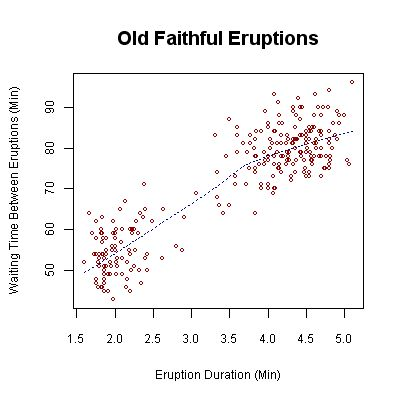 Old Faithful Eruptions
Waiting Time Between Eruptions (Min)
90
80
70
60
50
1.5 2.0 2.5 3.0 3.5 4.0 4.5 5.0
Eruption Duration (Min)